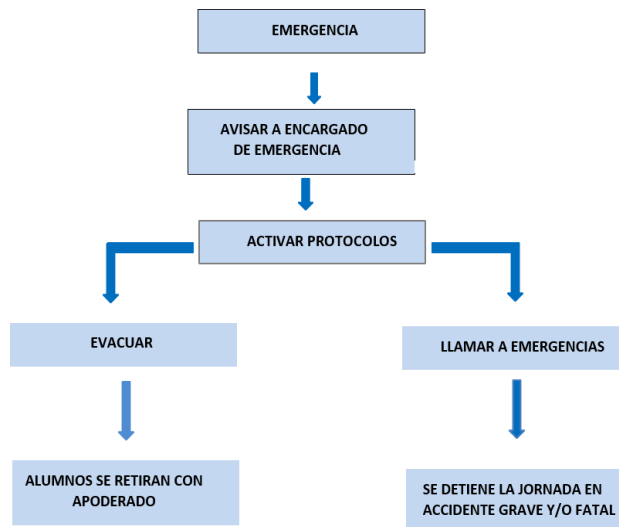 EMERGENCIA
AVISAR A ENCARGADO
DE EMERGENCIA
ACTIVAR PROTOCOLOS
EVACUAR
LLAMAR A EMERGENCIAS
ALUMNOS SE RETIRAN CON
APODERADO
SE DETIENE LA JORNADA EN
ACCIDENTE GRAVE Y/O FATAL